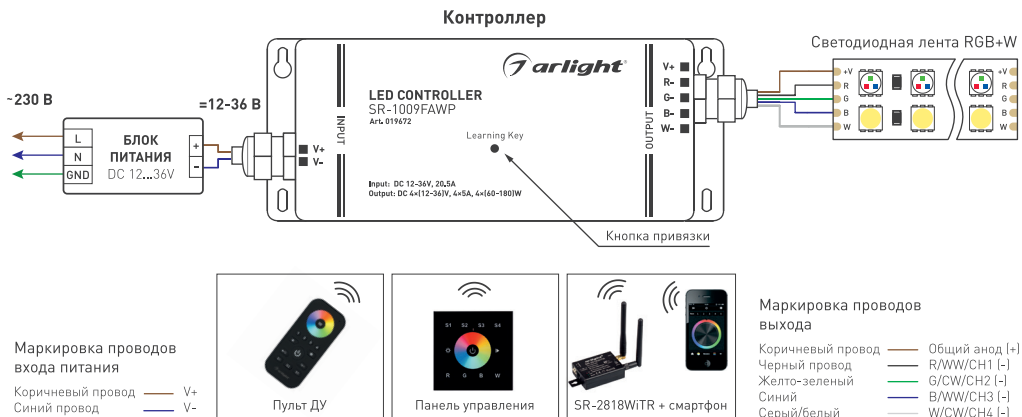 Контроллер
Светодиодная лента RGB+W
~230 В
=12-36 В
L
N
GND
БЛОК
ПИТАНИЯ
DC 12...36V
+
-
INPUT
V+
V-
arlight®
LED CONTROLLER
SR-1009FAWP
Art. 019672
Learning Key
Input: DC 12-36V, 20.5A
Output: DC 4×(12-36)V, 4×5A, 4×(60-180)W
OUTPUT
V+
R-
G-
B-
W-
+V
R
G
B
W
+V
R
G
B
W
Кнопка привязки
Маркировка проводов
входа питания
Коричневый провод V+
Синий провод V-
Пульт ДУ
S1 S2 S3 S4
R G B W
Панель управления
arlight
SR-2818WiTR + смартфон
Маркировка проводов
выхода
Коричневый провод Общий анод (+)
Черный провод R/WW/CH1 (-)
Желто-зеленый G/CW/CH2 (-)
Синий B/WW/CH3 (-)
Серый/белый W/CW/CH4 (-)